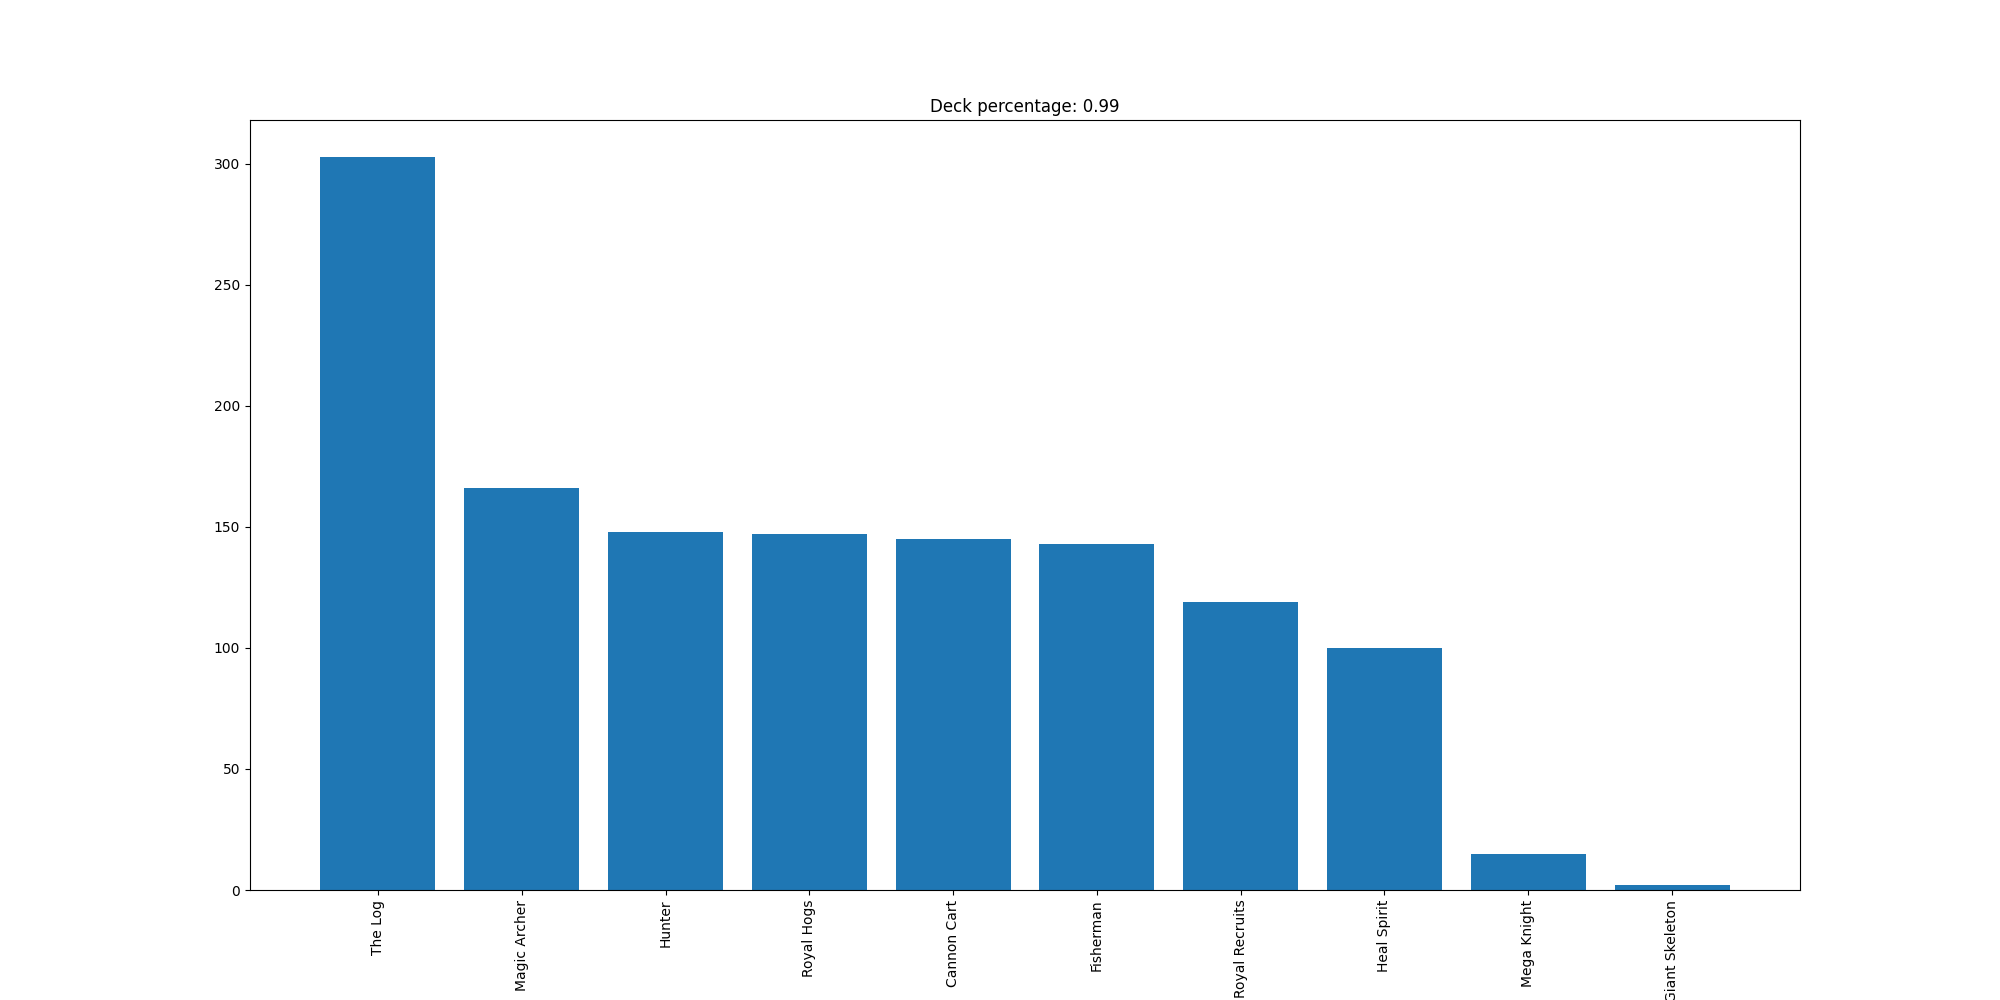 Deck percentage: 0.99
300
250
200
150
100
50
0
The Log
Magic Archer
Hunter
Royal Hogs
Cannon Cart
Fisherman
Royal Recruits
Heal Spirit
Mega Knight
Giant Skeleton